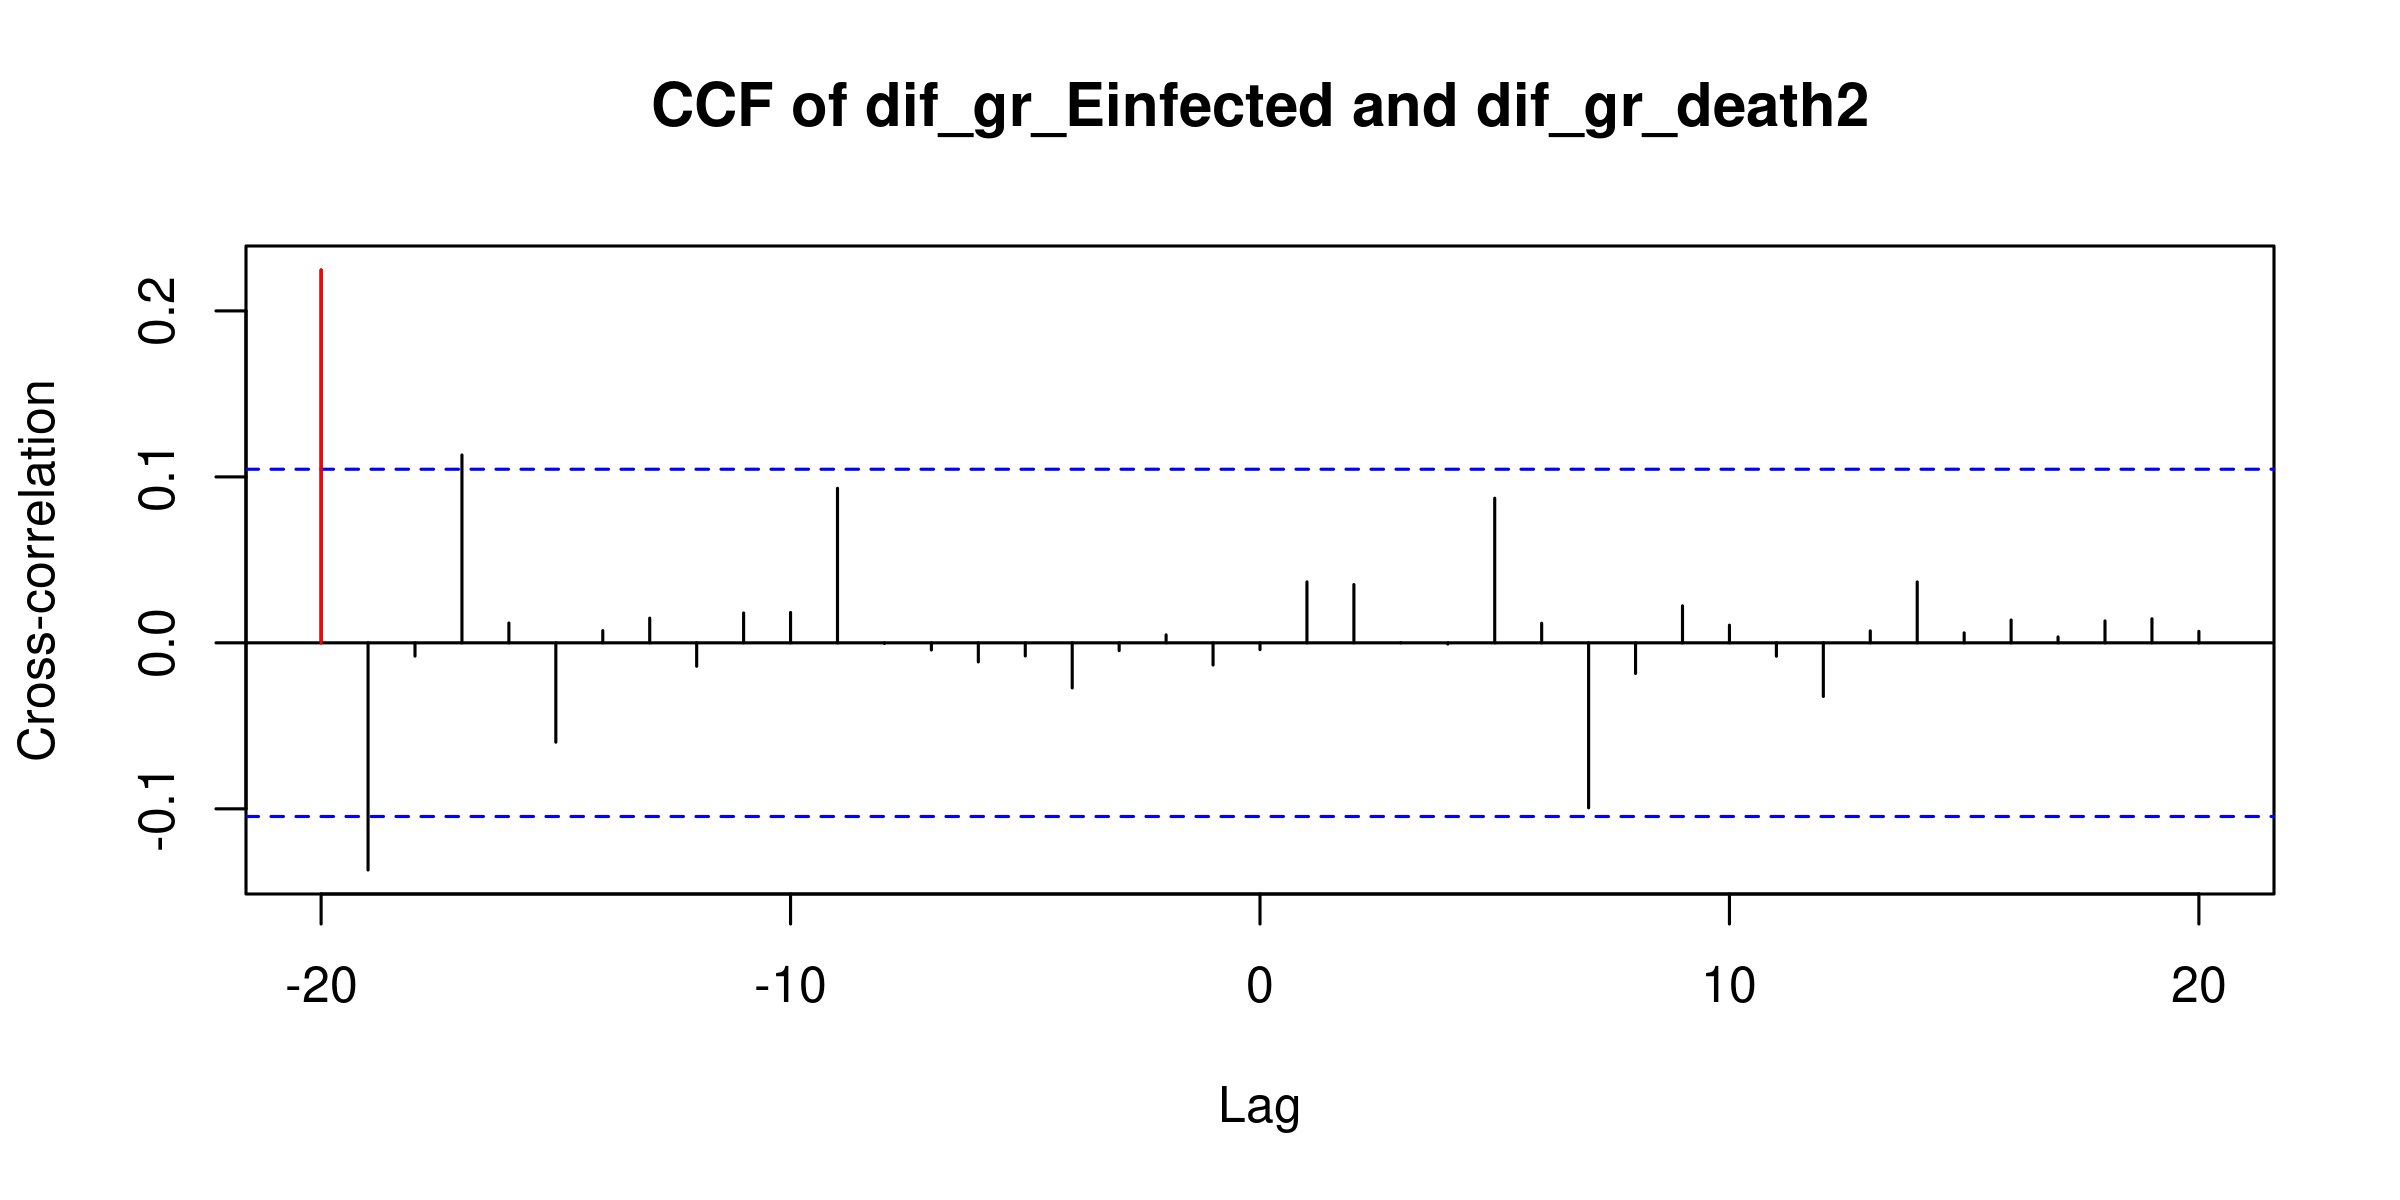 CCF of dif_gr_Einfected and dif_gr_death2
Cross-correlation
0.2
0.1
0.0
-0.1
-20 -10 0 10 20
Lag